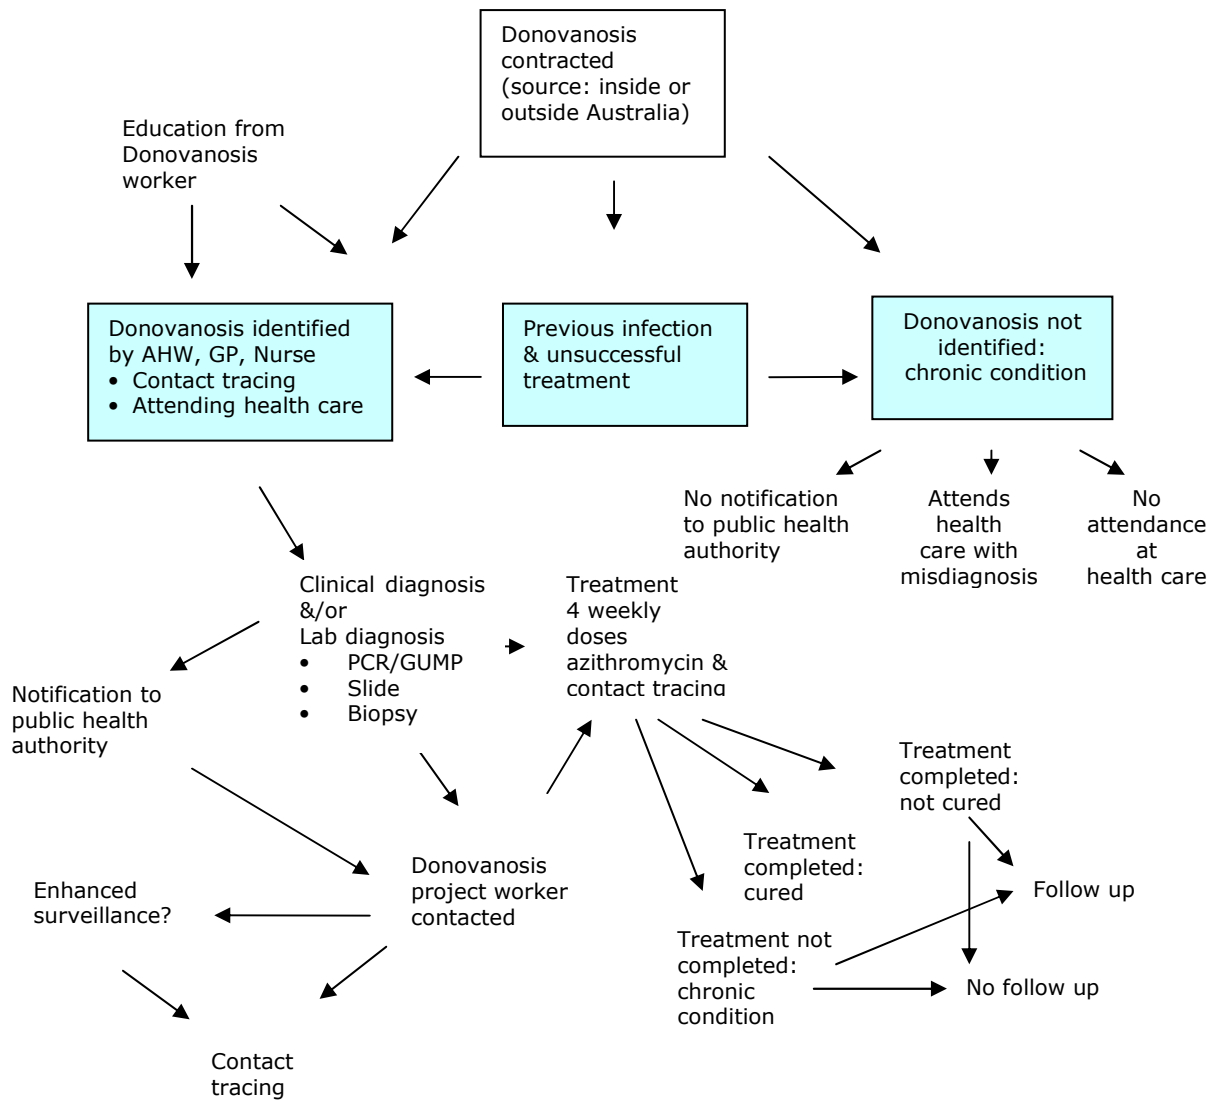 Donovanosis
contracted
(source: inside or
outside Australia)
Education from
Donovanosis
worker
Donovanosis identified
by AHW, GP, Nurse
• Contact tracing
• Attending health care
Previous infection
& unsuccessful
treatment
Donovanosis not
identified:
chronic condition
No notification
to public health
authority
Attends
health
care with
misdiagnosis
No
attendance
at
health care
Clinical diagnosis
&/or
Lab diagnosis
• PCR/GUMP
• Slide
• Biopsy
Treatment
4 weekly
doses
azithromycin &
contact tracing
Notification to
public health
authority
Treatment
completed:
not cured
Treatment
completed:
cured
Donovanosis
project worker
contacted
Enhanced
surveillance?
Follow up
Treatment not
completed:
chronic
condition
No follow up
Contact
tracing